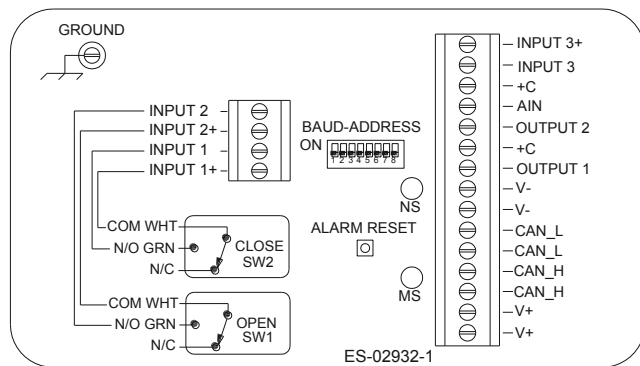 GROUND
INPUT 2
INPUT 2+
INPUT 1
INPUT 1+
BAUD-ADDRESS
ON
1 2 3 4 5 6 7 8
NS
ALARM RESET
MS
COM WHT
N/O GRN
N/C
CLOSE
SW2
COM WHT
N/O GRN
N/C
OPEN
SW1
INPUT 3+
INPUT 3
+C
AIN
OUTPUT 2
+C
OUTPUT 1
V-
V-
CAN_L
CAN_L
CAN_H
CAN_H
V+
V+
ES-02932-1